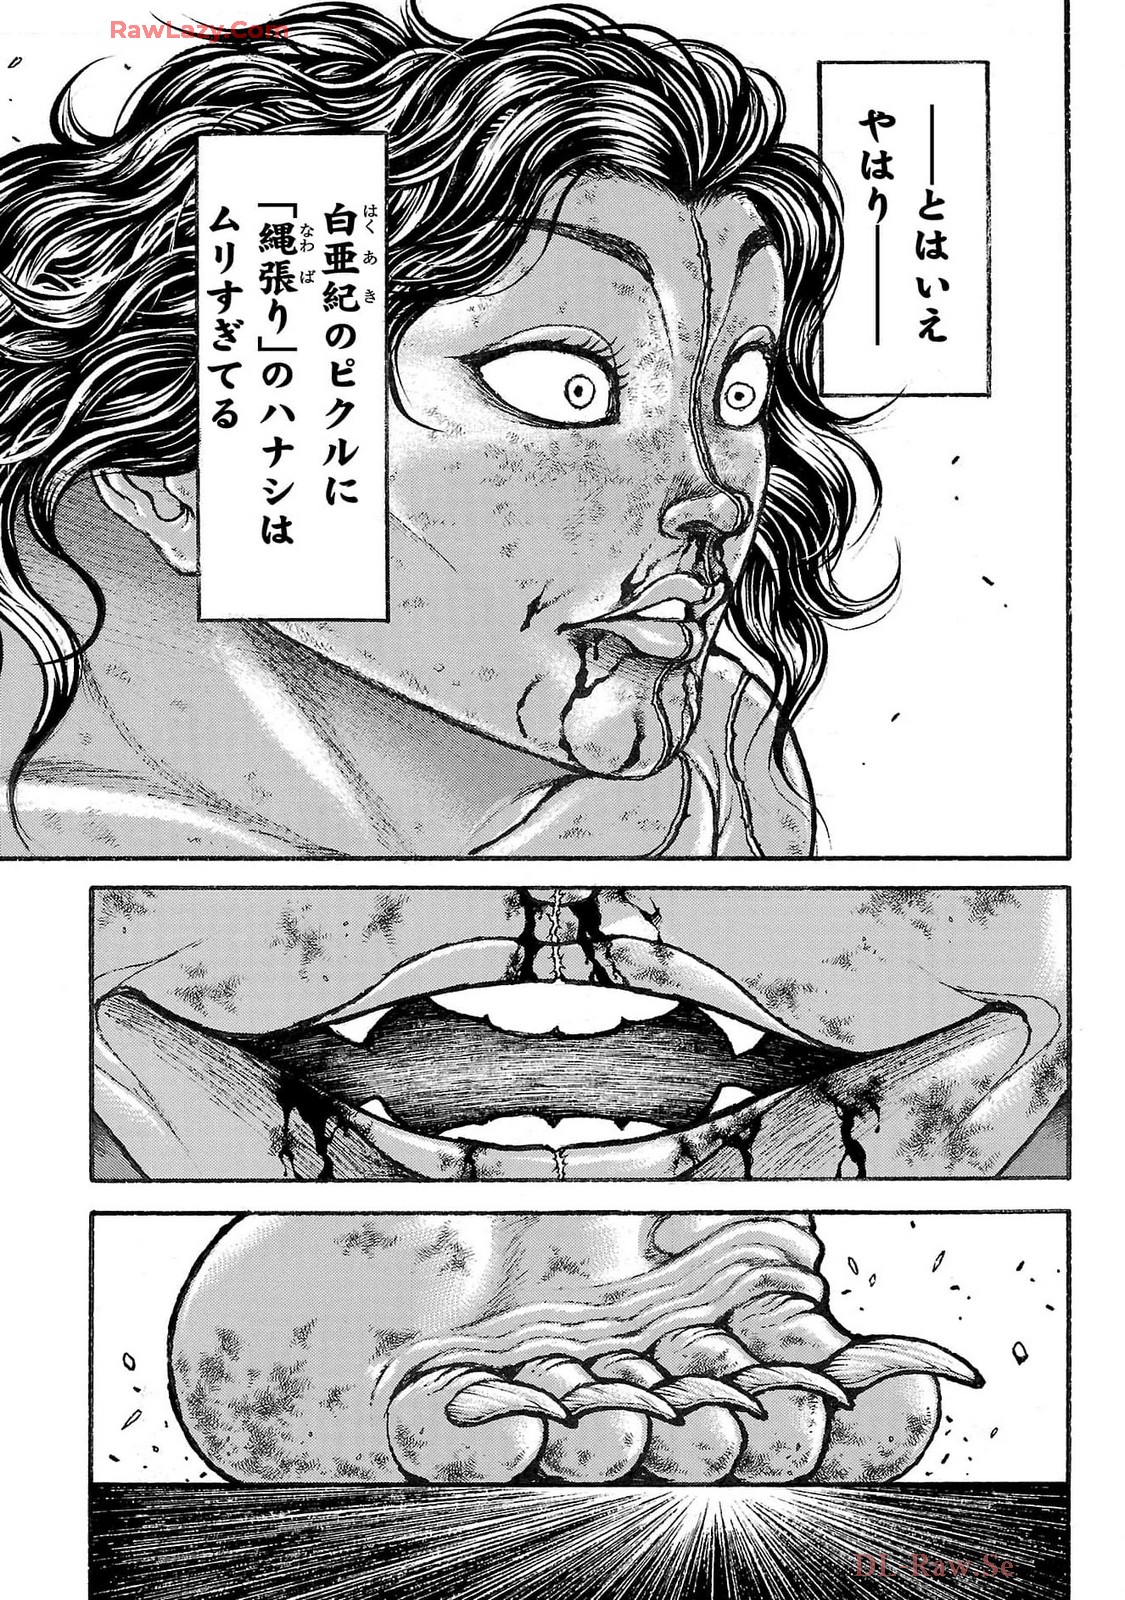 RawLazy.Com
──とはいえ
やはり──
白亜紀のピクルに
「縄張り」のハナシは
ムリすぎてる
はくあき
なわば
DL-Raw.Se